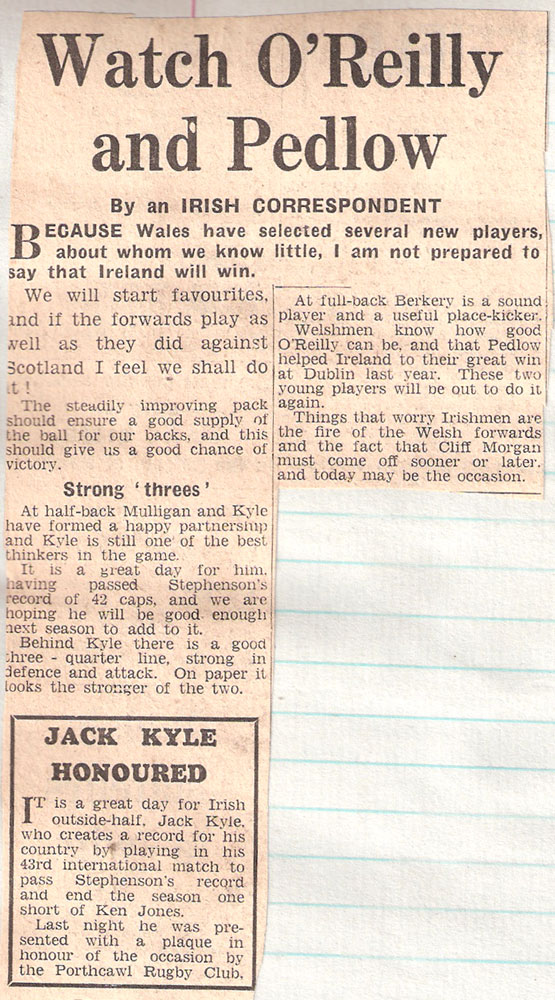 Watch O'Reilly
and Pedlow
By an IRISH CORRESPONDENT
BECAUSE Wales have selected several new players,
about whom we know little, I am not prepared to
say that Ireland will win.
We will start favourites,
and if the forwards play as
well as they did against
Scotland I feel we shall do
it !
The steadily improving pack
should ensure a good supply of
the ball for our backs, and this
should give us a good chance of
victory.
Strong 'threes'
At half-back Mulligan and Kyle
have formed a happy partnership
and Kyle is still one of the best
thinkers in the game.
It is a great day for him,
having passed Stephenson's
record of 42 caps, and we are
hoping he will be good enough
next season to add to it.
Behind Kyle there is a good
three - quarter line, strong in
defence and attack. On paper it
looks the stronger of the two.
JACK KYLE
HONOURED
IT is a great day for Irish
outside-half, Jack Kyle,
who creates a record for his
country by playing in his
43rd international match to
pass Stephenson's record
and end the season one
short of Ken Jones.
Last night he was pre-
sented with a plaque in
honour of the occasion by
the Porthcawl Rugby Club.
At full-back Berkery is a sound
player and a useful place-kicker.
Welshmen know how good
O'Reilly can be, and that Pedlow
helped Ireland to their great win
at Dublin last year. These two
young players will be out to do it
again.
Things that worry Irishmen are
the fire of the Welsh forwards
and the fact that Cliff Morgan
must come off sooner or later,
and today may be the occasion.